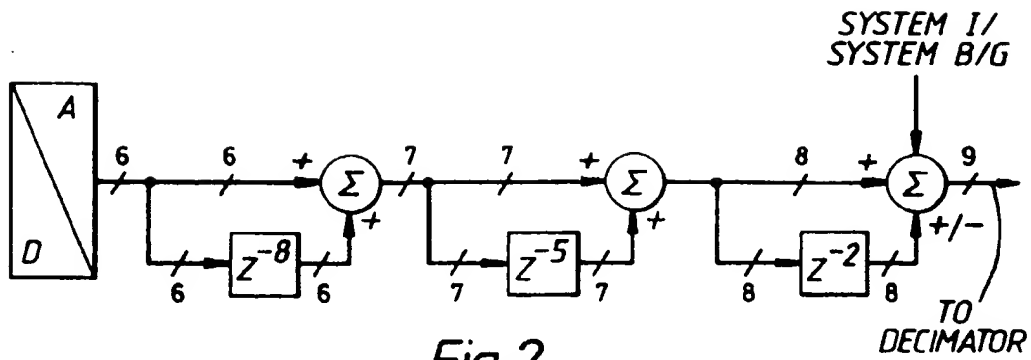 SYSTEM I/
SYSTEM B/G
A
D
6
6
+
Σ
+
6
Z⁻⁸
6
7
7
+
Σ
+
7
Z⁻⁵
7
8
+
Σ
+/-
8
Z⁻²
8
9
TO
DECIMATOR
Fig. 2